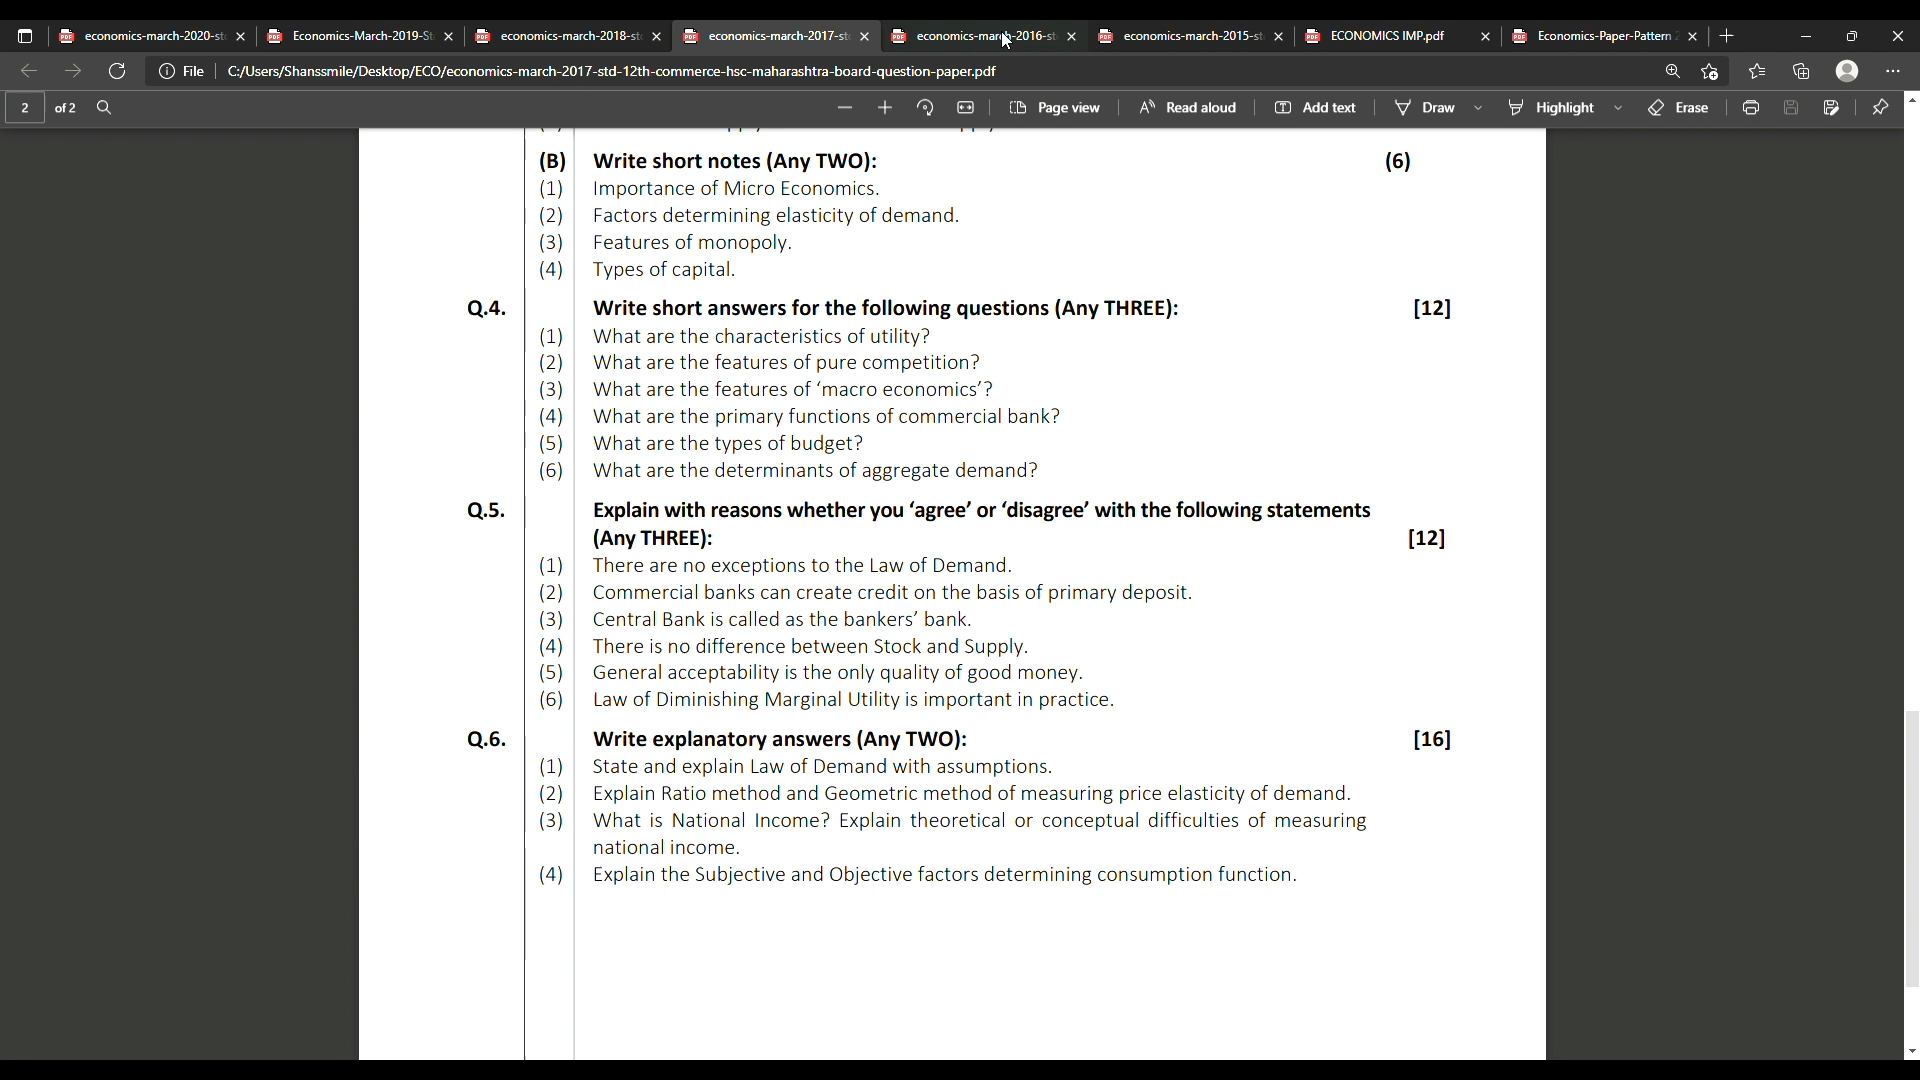 economics-march-2020-st
Economics-March-2019-S
economics-march-2018-st
economics-march-2017-st
economics-march-2016-s
economics-march-2015-s
ECONOMICS IMP.pdf
Economics-Paper-Pattern
File
C:/Users/Shanssmile/Desktop/ECO/economics-march-2017-std-12th-commerce-hsc-maharashtra-board-question-paper.pdf
2 of 2
Page view
Read aloud
Add text
Draw
Highlight
Erase
(B) Write short notes (Any TWO): (6)
(1) Importance of Micro Economics.
(2) Factors determining elasticity of demand.
(3) Features of monopoly.
(4) Types of capital.
Q.4. Write short answers for the following questions (Any THREE): [12]
(1) What are the characteristics of utility?
(2) What are the features of pure competition?
(3) What are the features of ‘macro economics’?
(4) What are the primary functions of commercial bank?
(5) What are the types of budget?
(6) What are the determinants of aggregate demand?
Q.5. Explain with reasons whether you ‘agree’ or ‘disagree’ with the following statements
(Any THREE): [12]
(1) There are no exceptions to the Law of Demand.
(2) Commercial banks can create credit on the basis of primary deposit.
(3) Central Bank is called as the bankers’ bank.
(4) There is no difference between Stock and Supply.
(5) General acceptability is the only quality of good money.
(6) Law of Diminishing Marginal Utility is important in practice.
Q.6. Write explanatory answers (Any TWO): [16]
(1) State and explain Law of Demand with assumptions.
(2) Explain Ratio method and Geometric method of measuring price elasticity of demand.
(3) What is National Income? Explain theoretical or conceptual difficulties of measuring
national income.
(4) Explain the Subjective and Objective factors determining consumption function.